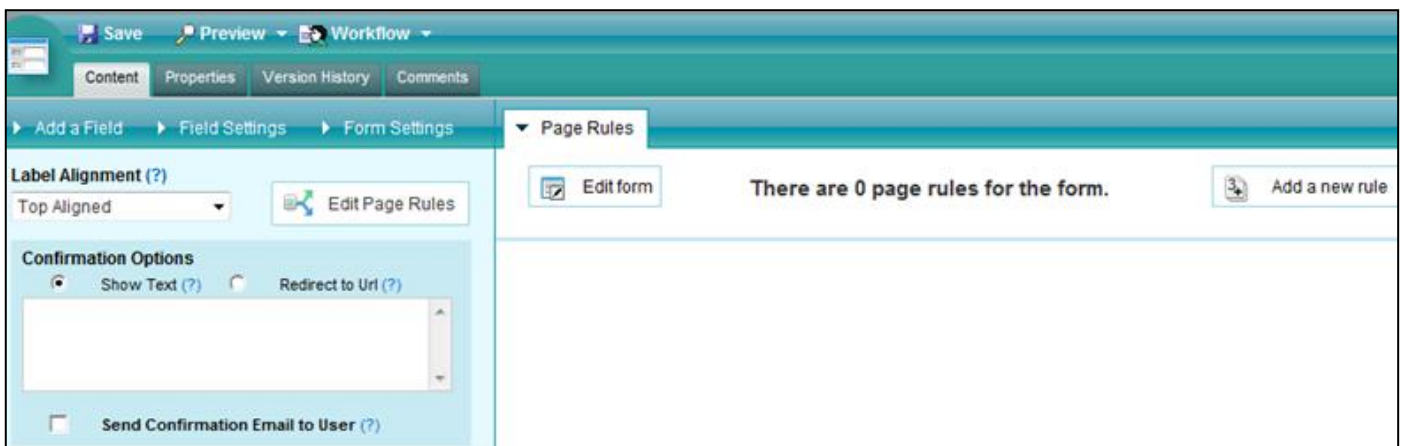 Save Preview Workflow
Content Properties Version History Comments
Add a Field Field Settings Form Settings
Page Rules
Label Alignment (?)
Top Aligned
Edit Page Rules
Edit form
There are 0 page rules for the form.
Add a new rule
Confirmation Options
Show Text (?) Redirect to Url (?)
Send Confirmation Email to User (?)